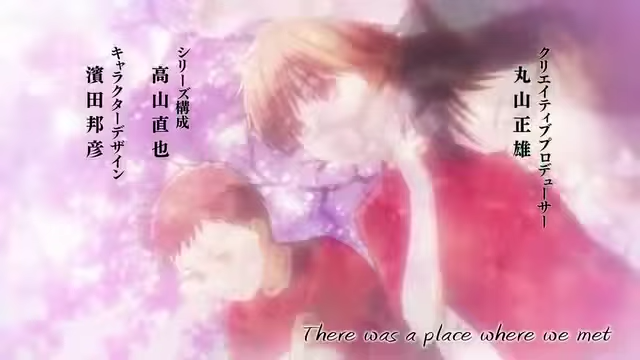 クリエイティブプロデューサー
丸山正雄
シリーズ構成
高山直也
キャラクターデザイン
濱田邦彦
There was a place where we met